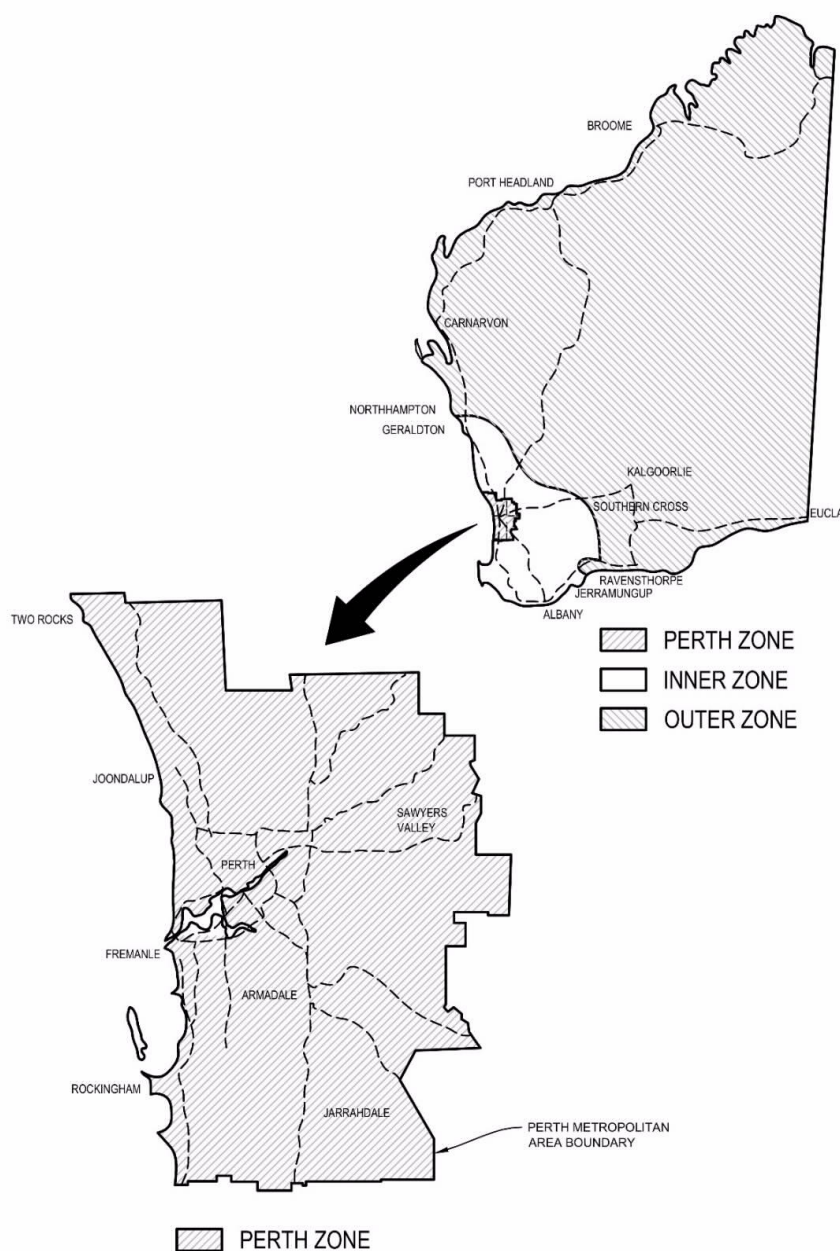 BROOME
PORT HEADLAND
CARNARVON
NORTHHAMPTON
GERALDTON
KALGOORLIE
SOUTHERN CROSS
EUCLA
RAVENSTHORPE
JERRAMUNGUP
ALBANY
PERTH ZONE
INNER ZONE
OUTER ZONE
TWO ROCKS
JOONDALUP
SAWYERS
VALLEY
PERTH
FREMANLE
ARMADALE
ROCKINGHAM
JARRAHDALE
PERTH METROPOLITAN
AREA BOUNDARY
PERTH ZONE